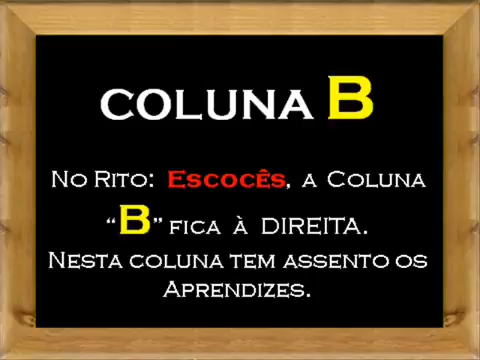 COLUNA B
NO RITO: ESCOCÊS, A COLUNA
“B” FICA À DIREITA.
NESTA COLUNA TEM ASSENTO OS
APRENDIZES.